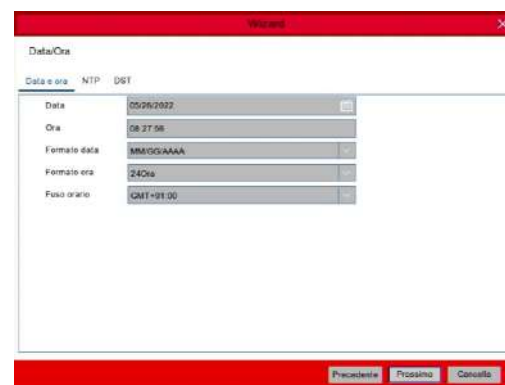 Wizard
Data/Ora
Data e ora NTP DST
Data 05/26/2022
Ora 08:27:56
Formato data MM/GG/AAAA
Formato ora 24Ore
Fuso orario GMT+01:00
Precedente Prossimo Cancella